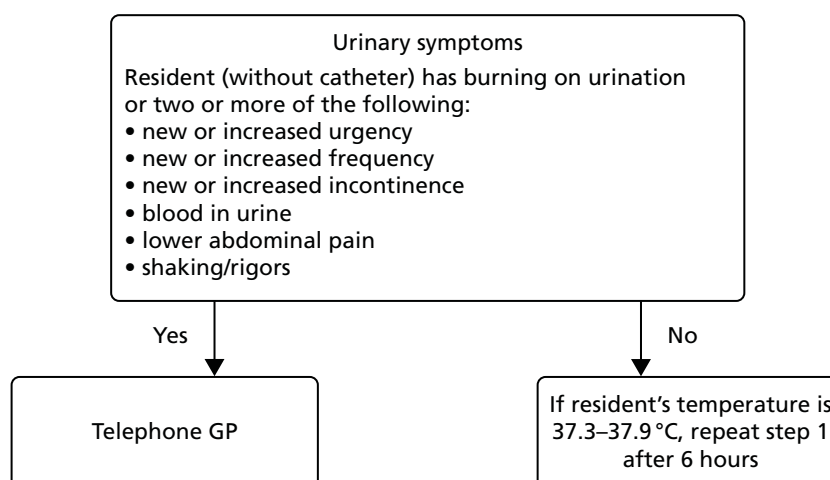 Urinary symptoms
Resident (without catheter) has burning on urination
or two or more of the following:
• new or increased urgency
• new or increased frequency
• new or increased incontinence
• blood in urine
• lower abdominal pain
• shaking/rigors
Yes
No
Telephone GP
If resident's temperature is
37.3–37.9 °C, repeat step 1
after 6 hours